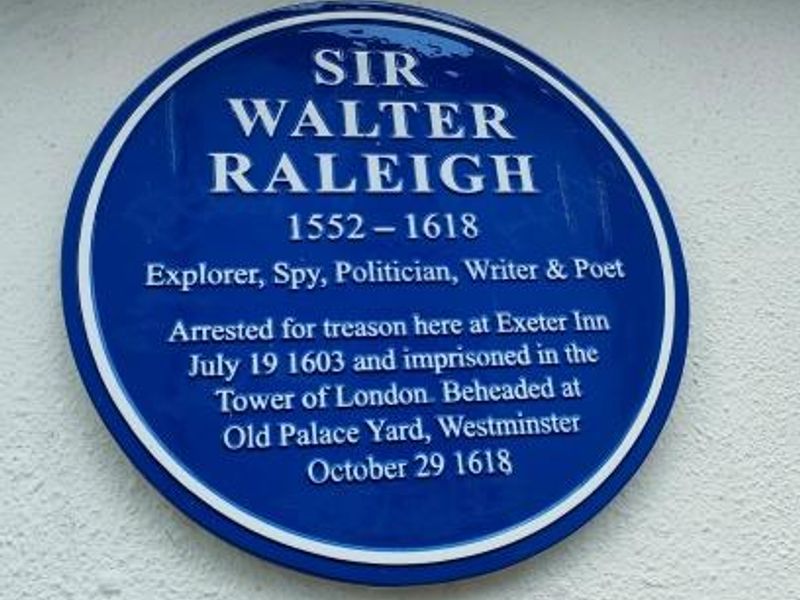 SIR
WALTER
RALEIGH
1552 – 1618
Explorer, Spy, Politician, Writer & Poet
Arrested for treason here at Exeter Inn
July 19 1603 and imprisoned in the
Tower of London. Beheaded at
Old Palace Yard, Westminster
October 29 1618